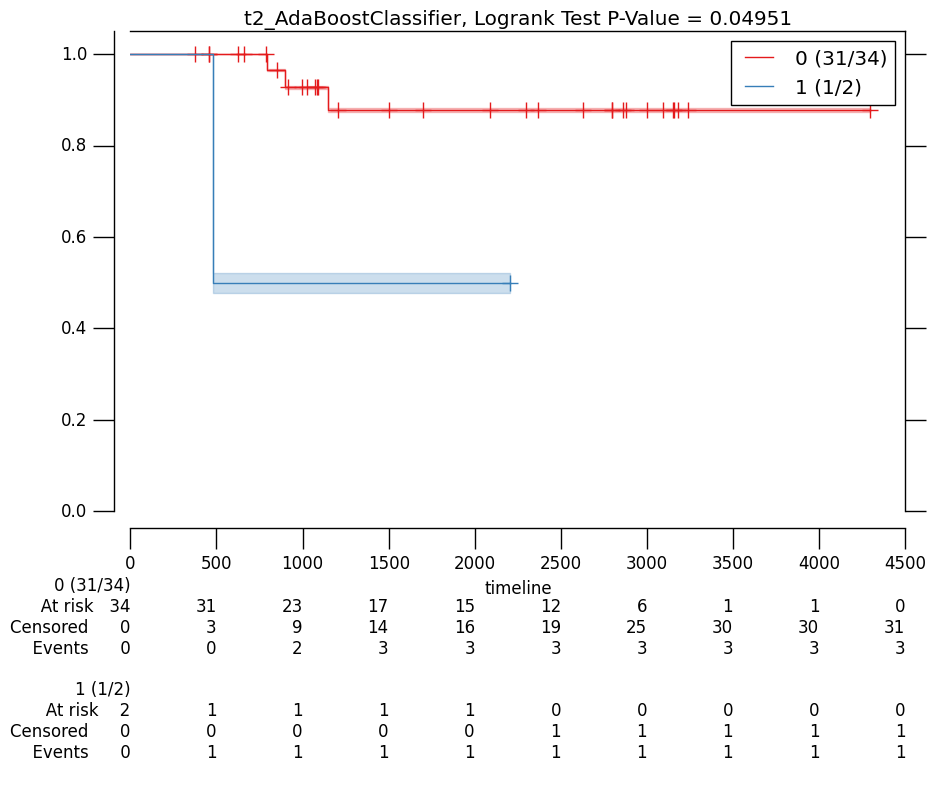 t2_AdaBoostClassifier, Logrank Test P-Value = 0.04951
0 (31/34)
1 (1/2)
1.0
0.8
0.6
0.4
0.2
0.0
0 500 1000 1500 2000 2500 3000 3500 4000 4500
timeline
0 (31/34)
At risk 34 31 23 17 15 12 6 1 1 0
Censored 0 3 9 14 16 19 25 30 30 31
Events 0 0 2 3 3 3 3 3 3 3
1 (1/2)
At risk 2 1 1 1 1 0 0 0 0 0
Censored 0 0 0 0 0 1 1 1 1 1
Events 0 1 1 1 1 1 1 1 1 1